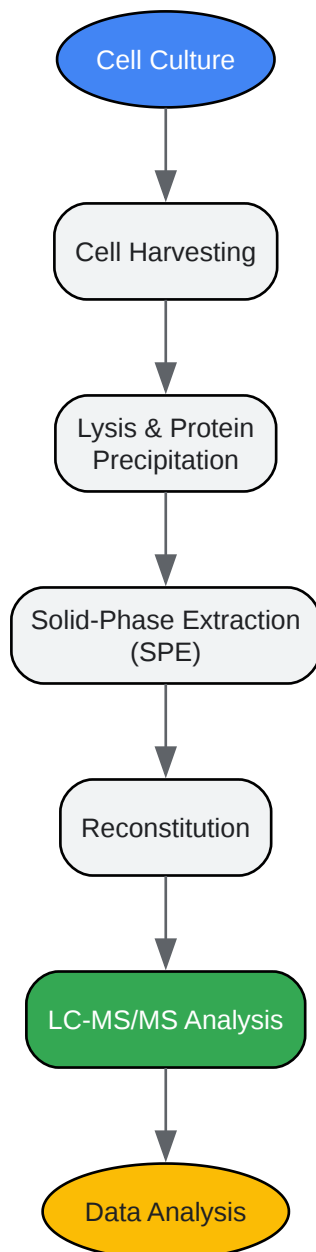 Cell Culture
Cell Harvesting
Lysis & Protein
Precipitation
Solid-Phase Extraction
(SPE)
Reconstitution
LC-MS/MS Analysis
Data Analysis